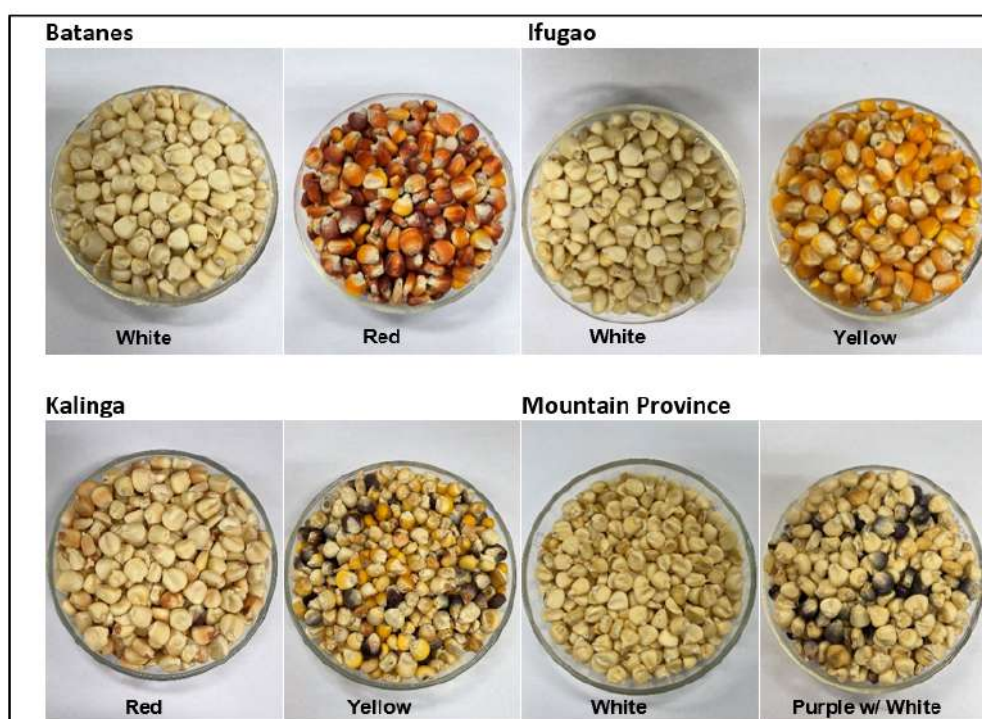 Batanes
Ifugao
White
Red
White
Yellow
Kalinga
Mountain Province
Red
Yellow
White
Purple w/ White